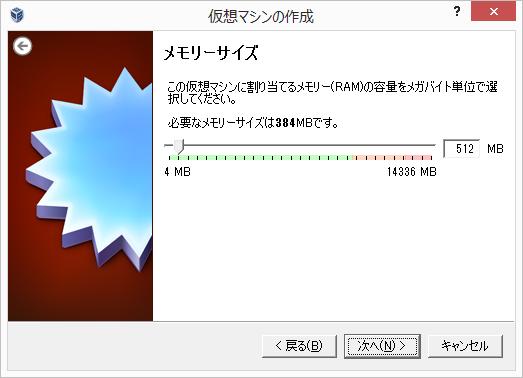 仮想マシンの作成
?
メモリーサイズ
この仮想マシンに割り当てるメモリー(RAM)の容量をメガバイト単位で選
択してください。
必要なメモリーサイズは384MBです。
512 MB
4 MB 14336 MB
< 戻る(B) 次へ(N) > キャンセル